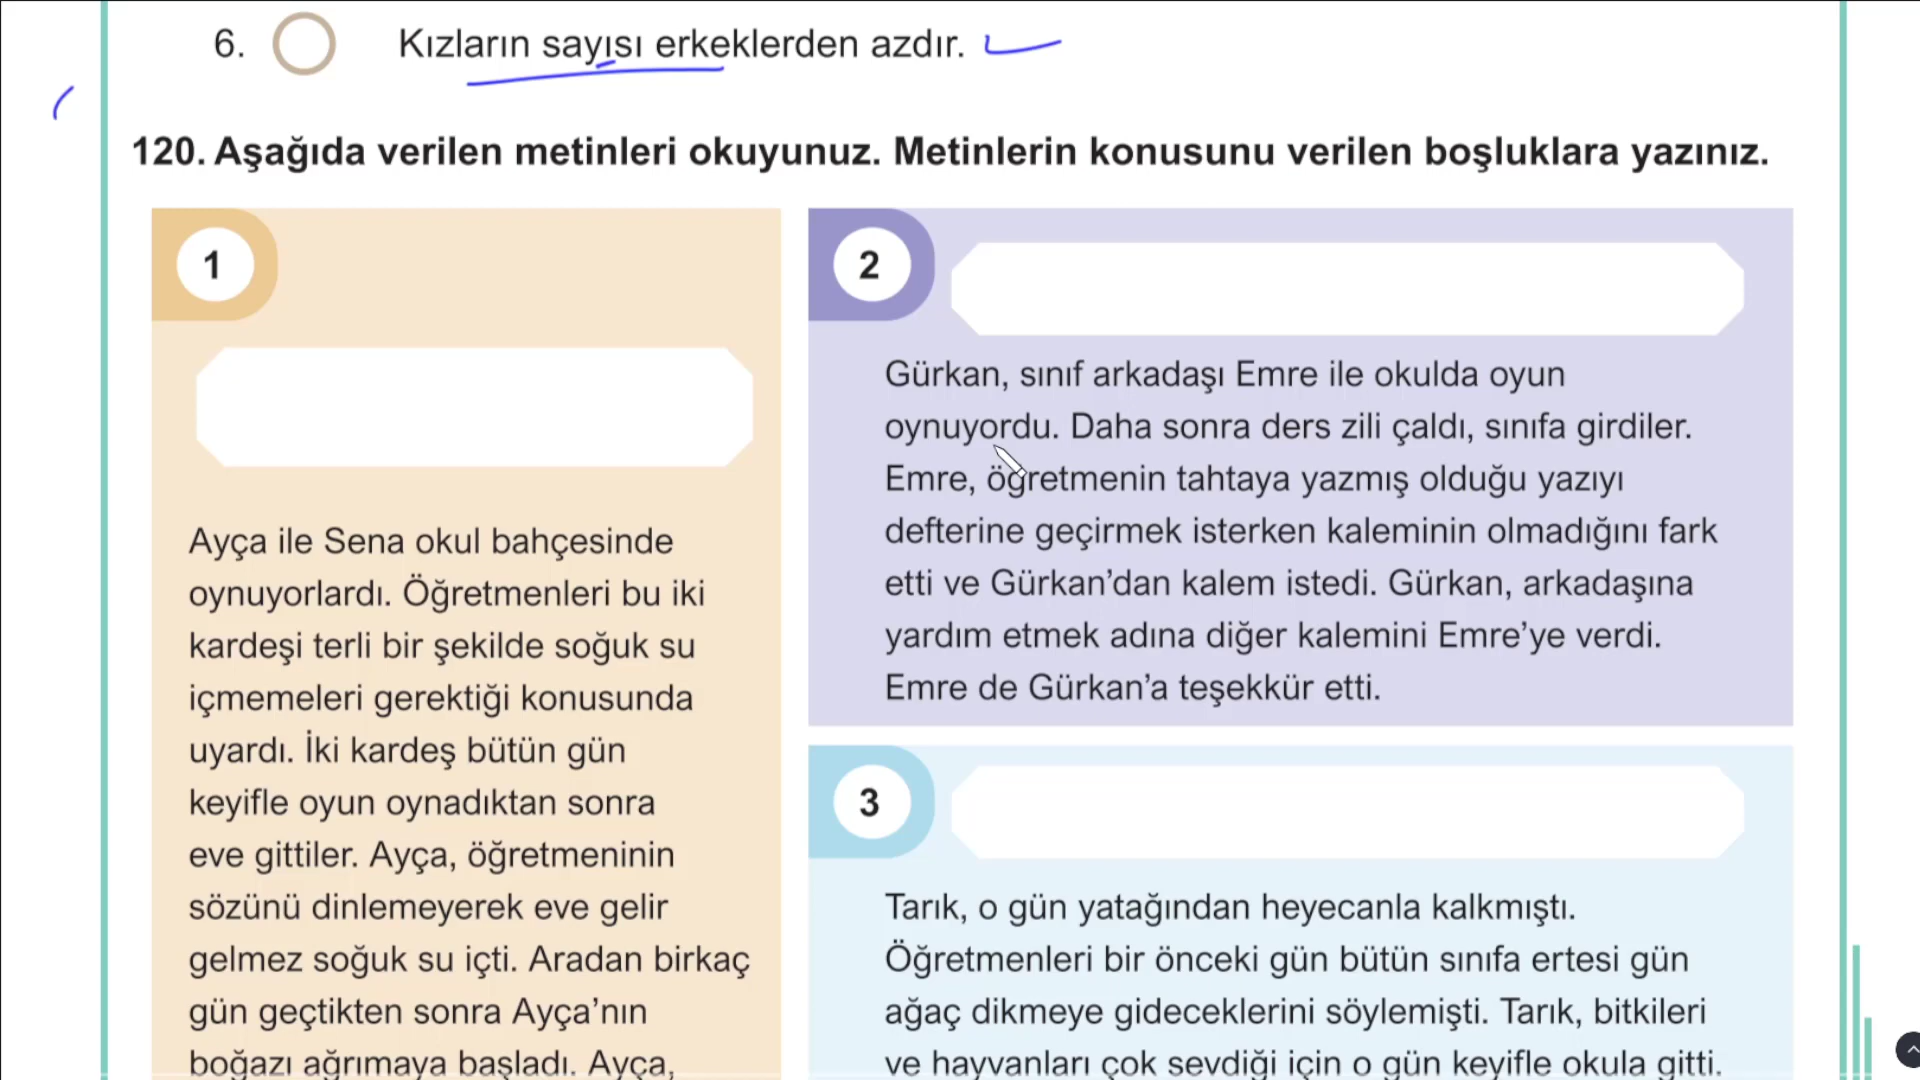 6. Kızların sayısı erkeklerden azdır.
120. Aşağıda verilen metinleri okuyunuz. Metinlerin konusunu verilen boşluklara yazınız.
1
Ayça ile Sena okul bahçesinde
oynuyorlardı. Öğretmenleri bu iki
kardeşi terli bir şekilde soğuk su
içmemeleri gerektiği konusunda
uyardı. İki kardeş bütün gün
keyifle oyun oynadıktan sonra
eve gittiler. Ayça, öğretmeninin
sözünü dinlemeyerek eve gelir
gelmez soğuk su içti. Aradan birkaç
gün geçtikten sonra Ayça’nın
boğazı ağrımaya başladı. Ayça,
2
Gürkan, sınıf arkadaşı Emre ile okulda oyun
oynuyordu. Daha sonra ders zili çaldı, sınıfa girdiler.
Emre, öğretmenin tahtaya yazmış olduğu yazıyı
defterine geçirmek isterken kaleminin olmadığını fark
etti ve Gürkan’dan kalem istedi. Gürkan, arkadaşına
yardım etmek adına diğer kalemini Emre’ye verdi.
Emre de Gürkan’a teşekkür etti.
3
Tarık, o gün yatağından heyecanla kalkmıştı.
Öğretmenleri bir önceki gün bütün sınıfa ertesi gün
ağaç dikmeye gideceklerini söylemişti. Tarık, bitkileri
ve hayvanları çok sevdiği için o gün keyifle okula gitti.